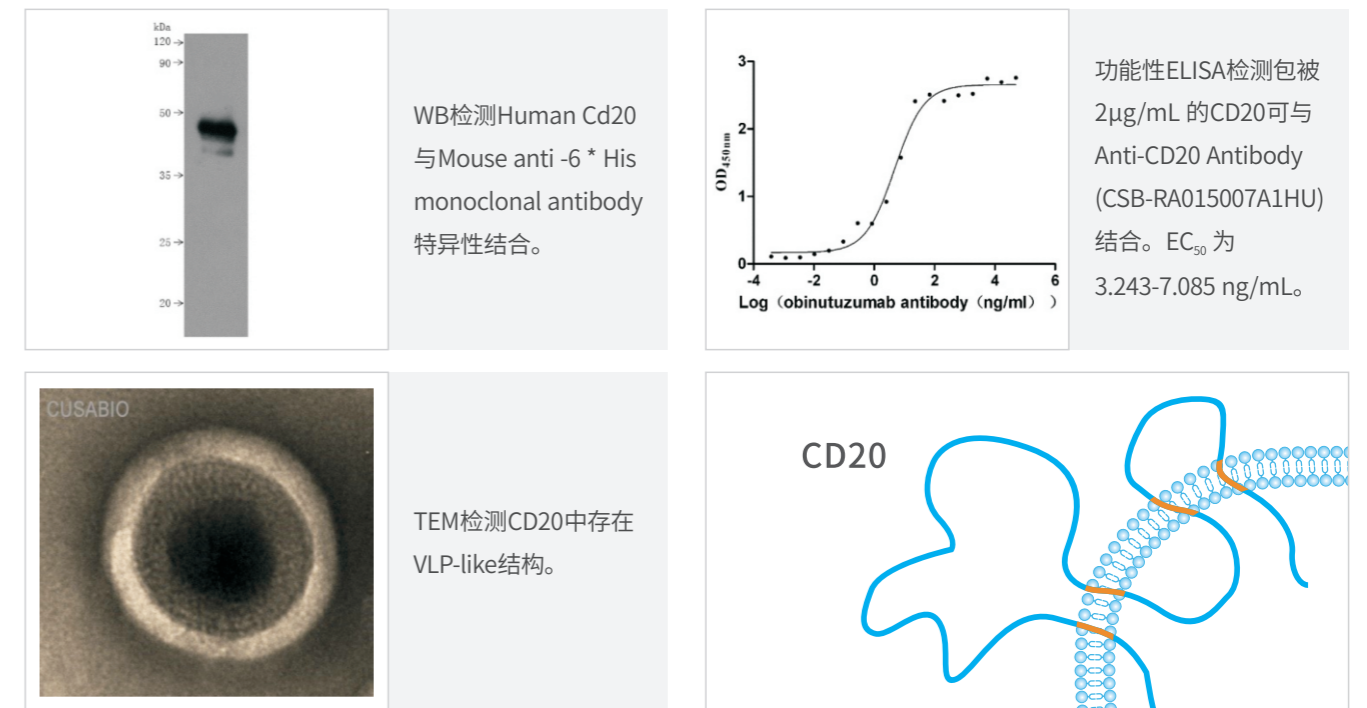 kDa
120
90
50
35
25
20
WB检测Human Cd20
与Mouse anti -6 * His
monoclonal antibody
特异性结合。
3
2
1
0
OD450nm
-4 -2 0 2 4 6
Log（obinutuzumab antibody（ng/ml） ）
功能性ELISA检测包被
2μg/mL 的CD20可与
Anti-CD20 Antibody
(CSB-RA015007A1HU)
结合。EC50 为
3.243-7.085 ng/mL。
CUSABIO
TEM检测CD20中存在
VLP-like结构。
CD20